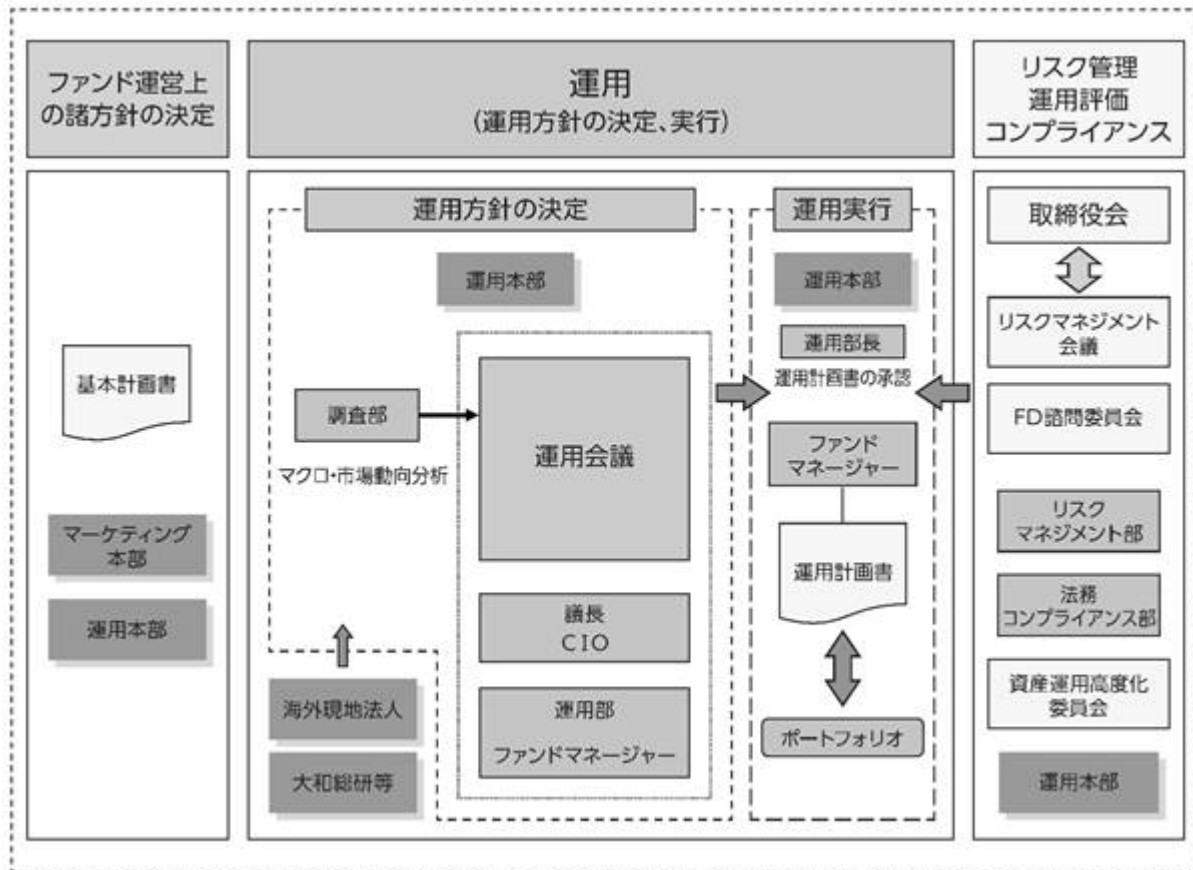 ファンド運営上
の諸方針の決定
運用
(運用方針の決定、実行)
リスク管理
運用評価
コンプライアンス
基本計画書
マーケティング
本部
運用本部
運用方針の決定
運用本部
調査部
マクロ・市場動向分析
運用会議
議長
CIO
運用部
ファンドマネージャー
海外現地法人
大和総研等
運用実行
運用本部
運用部長
運用計画書の承認
ファンド
マネージャー
運用計画書
ポートフォリオ
取締役会
リスクマネジメント
会議
FD諮問委員会
リスク
マネジメント部
法務
コンプライアンス部
資産運用高度化
委員会
運用本部